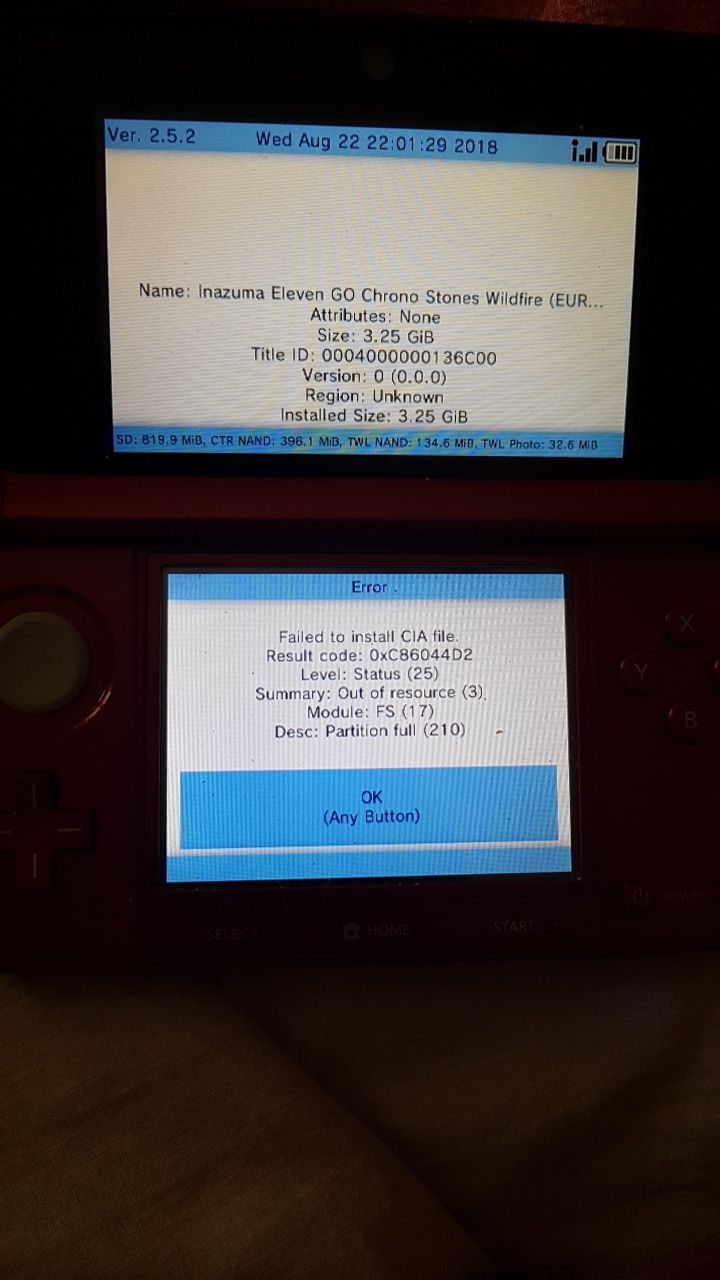 Ver. 2.5.2 Wed Aug 22 22:01:29 2018
Name: Inazuma Eleven GO Chrono Stones Wildfire (EUR...
Attributes: None
Size: 3.25 GiB
Title ID: 0004000000136C00
Version: 0 (0.0.0)
Region: Unknown
Installed Size: 3.25 GiB
SD: 819.9 MiB, CTR NAND: 396.1 MiB, TWL NAND: 134.6 MiB, TWL Photo: 32.6 MiB
Error
Failed to install CIA file.
Result code: 0xC86044D2
Level: Status (25)
Summary: Out of resource (3)
Module: FS (17)
Desc: Partition full (210)
OK
(Any Button)
X
Y
B
SELECT
HOME
START
POWER